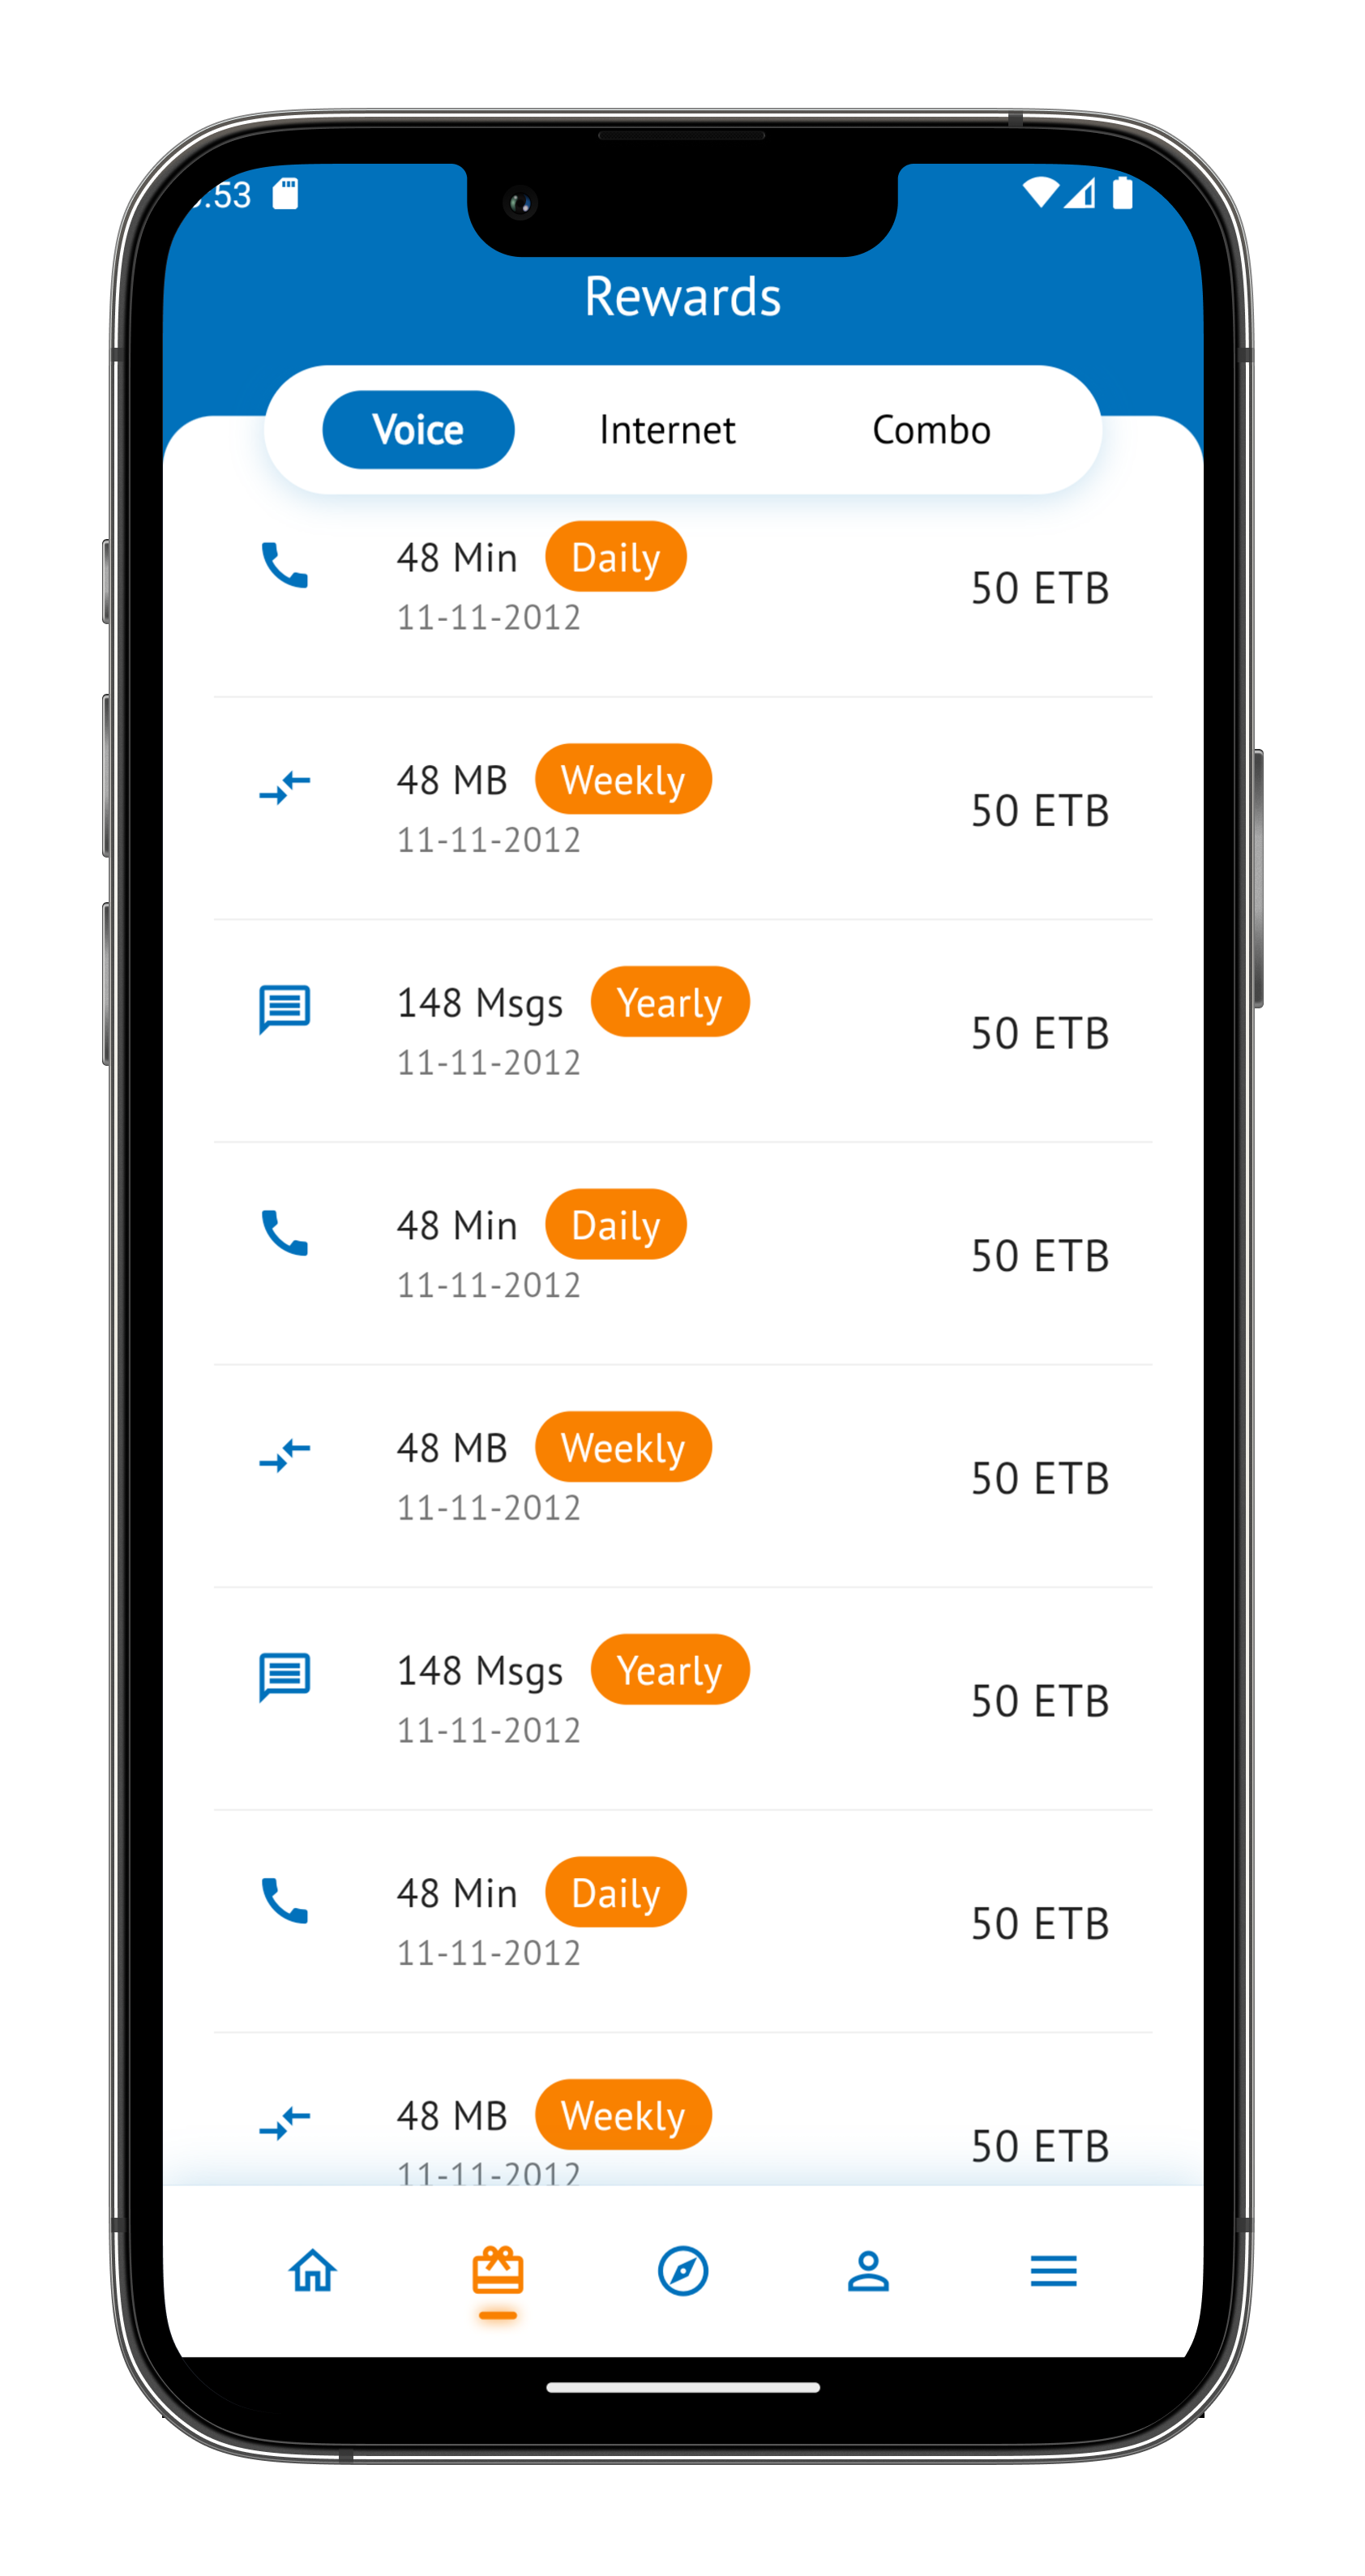 :53
Rewards
Voice Internet Combo
48 Min Daily
11-11-2012
50 ETB
48 MB Weekly
11-11-2012
50 ETB
148 Msgs Yearly
11-11-2012
50 ETB
48 Min Daily
11-11-2012
50 ETB
48 MB Weekly
11-11-2012
50 ETB
148 Msgs Yearly
11-11-2012
50 ETB
48 Min Daily
11-11-2012
50 ETB
48 MB Weekly
11-11-2012
50 ETB